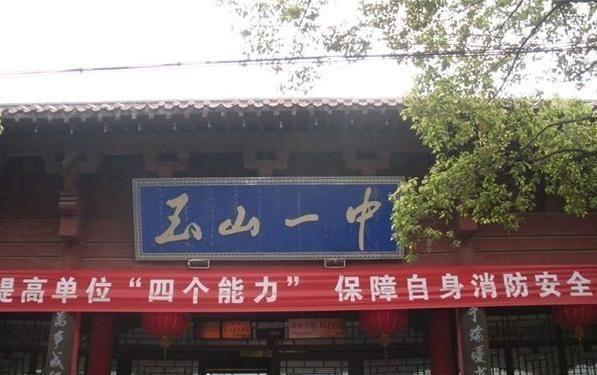 玉山一中
提高单位“四个能力” 保障自身消防安全